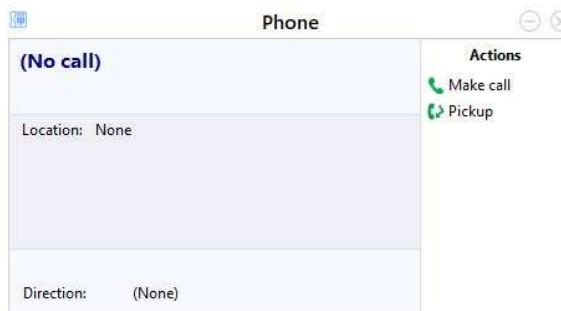 Phone
(No call)
Actions
Make call
Pickup
Location: None
Direction: (None)